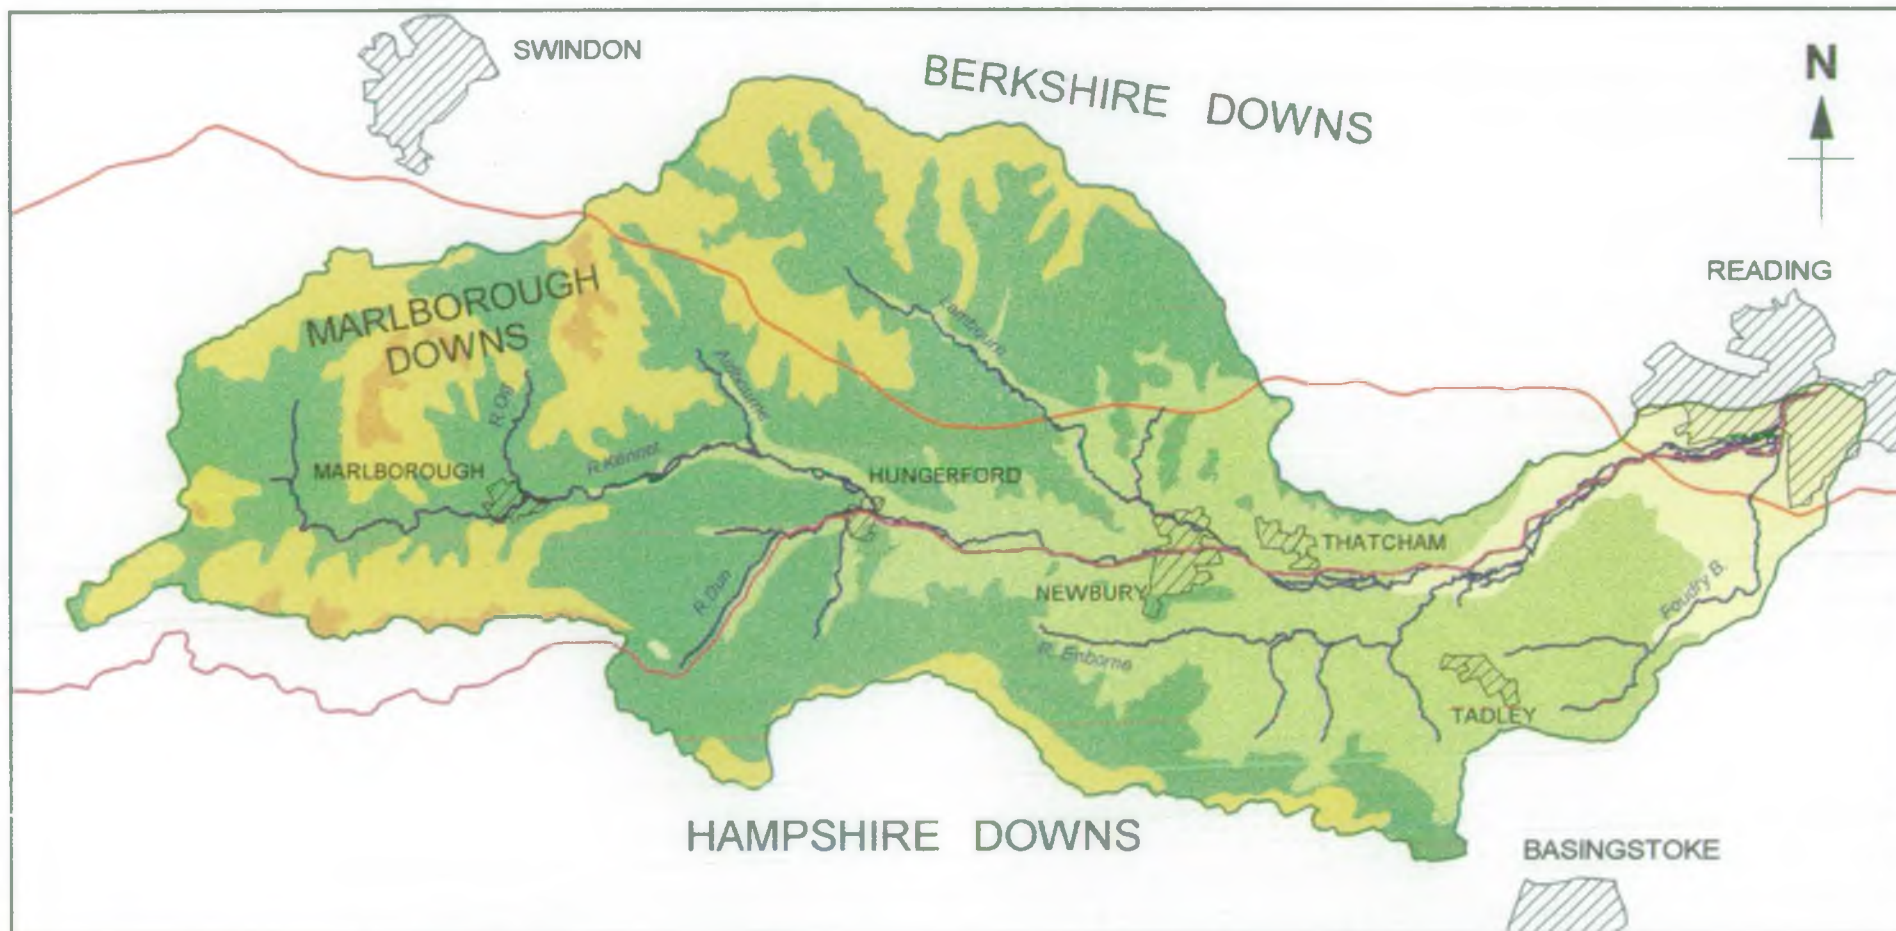 SWINDON
BERKSHIRE DOWNS
N
READING
MARLBOROUGH
DOWNS
Lambourn
Aldbourne
R.Og
MARLBOROUGH
R.Kennet
HUNGERFORD
THATCHAM
R.Dun
NEWBURY
Foudry B.
R. Enborne
TADLEY
HAMPSHIRE DOWNS
BASINGSTOKE